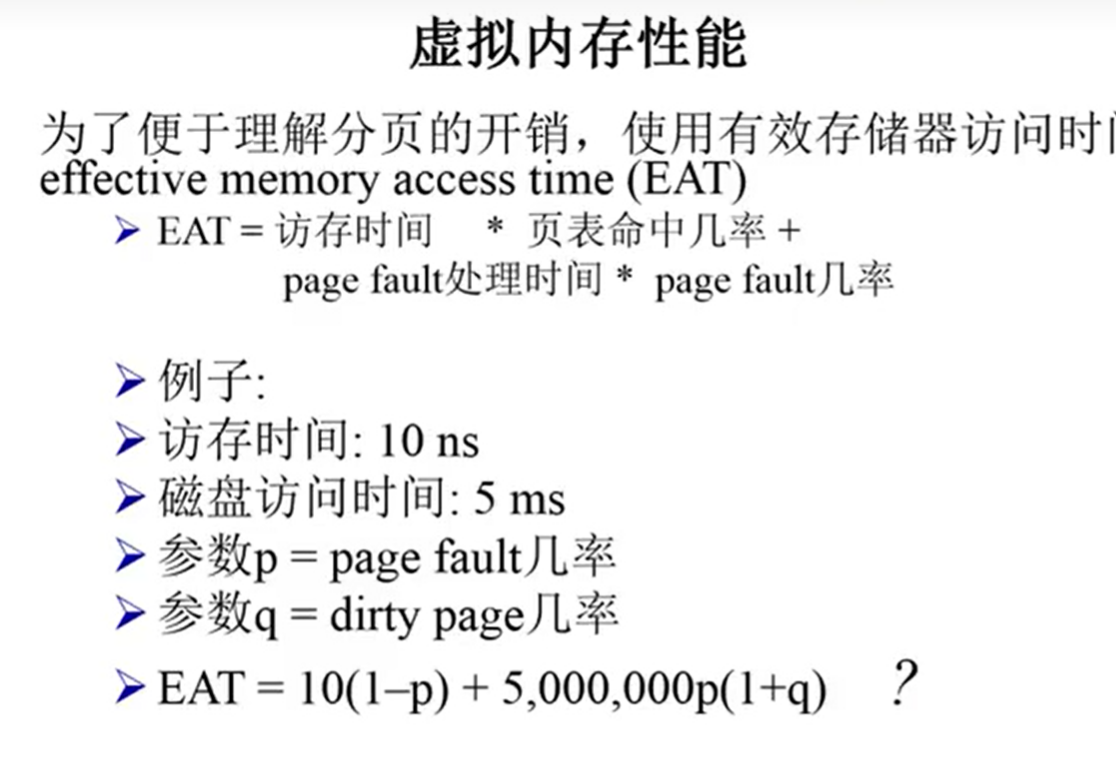 虚拟内存性能
为了便于理解分页的开销，使用有效存储器访问时
effective memory access time (EAT)
➢ EAT = 访存时间 * 页表命中几率 +
page fault处理时间 * page fault几率
➢ 例子:
➢ 访存时间: 10 ns
➢ 磁盘访问时间: 5 ms
➢ 参数p = page fault几率
➢ 参数q = dirty page几率
➢ EAT = 10(1–p) + 5,000,000p(1+q) ?